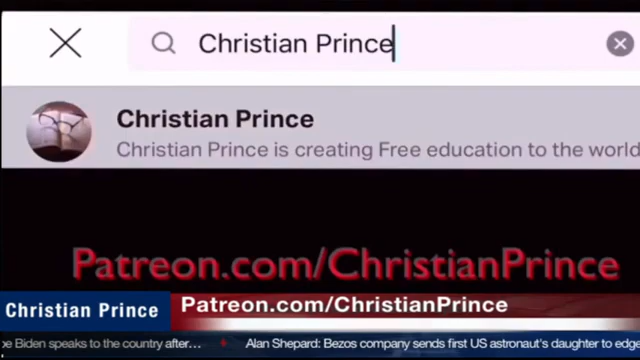 Christian Prince
Christian Prince
Christian Prince is creating Free education to the world
Patreon.com/ChristianPrince
Christian Prince
Patreon.com/ChristianPrince
Biden speaks to the country after...
Alan Shepard: Bezos company sends first US astronaut's daughter to edge